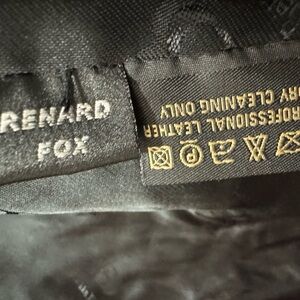 RENARD
FOX
PROFESSIONAL LEATHER
DRY CLEANING ONLY